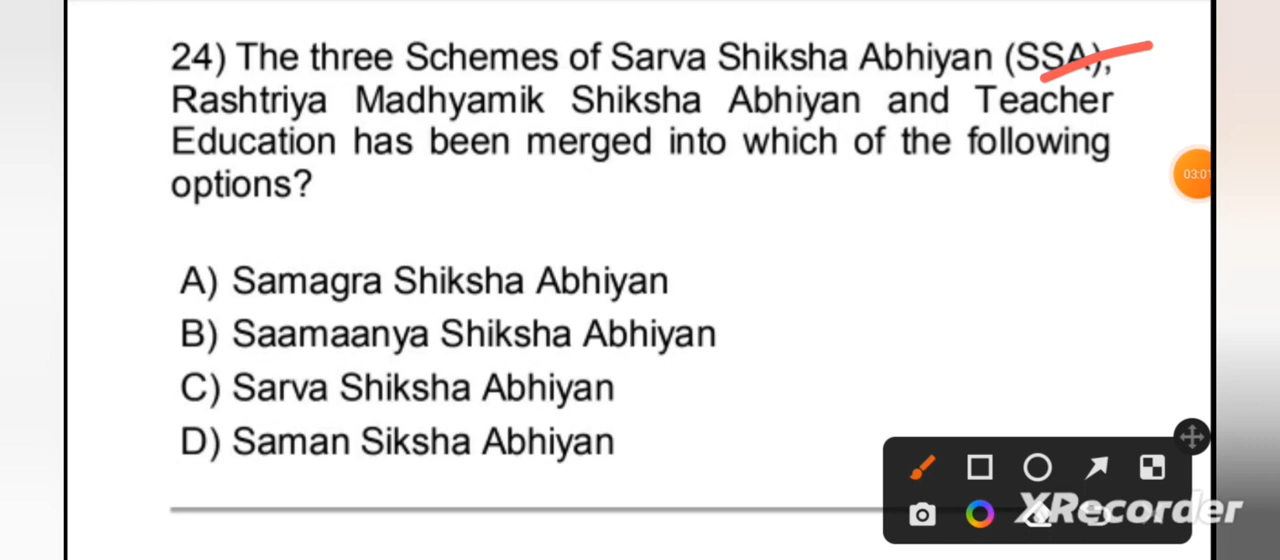 24) The three Schemes of Sarva Shiksha Abhiyan (SSA),
Rashtriya Madhyamik Shiksha Abhiyan and Teacher
Education has been merged into which of the following
options?
03:01
A) Samagra Shiksha Abhiyan
B) Saamaanya Shiksha Abhiyan
C) Sarva Shiksha Abhiyan
D) Saman Siksha Abhiyan
XRecorder